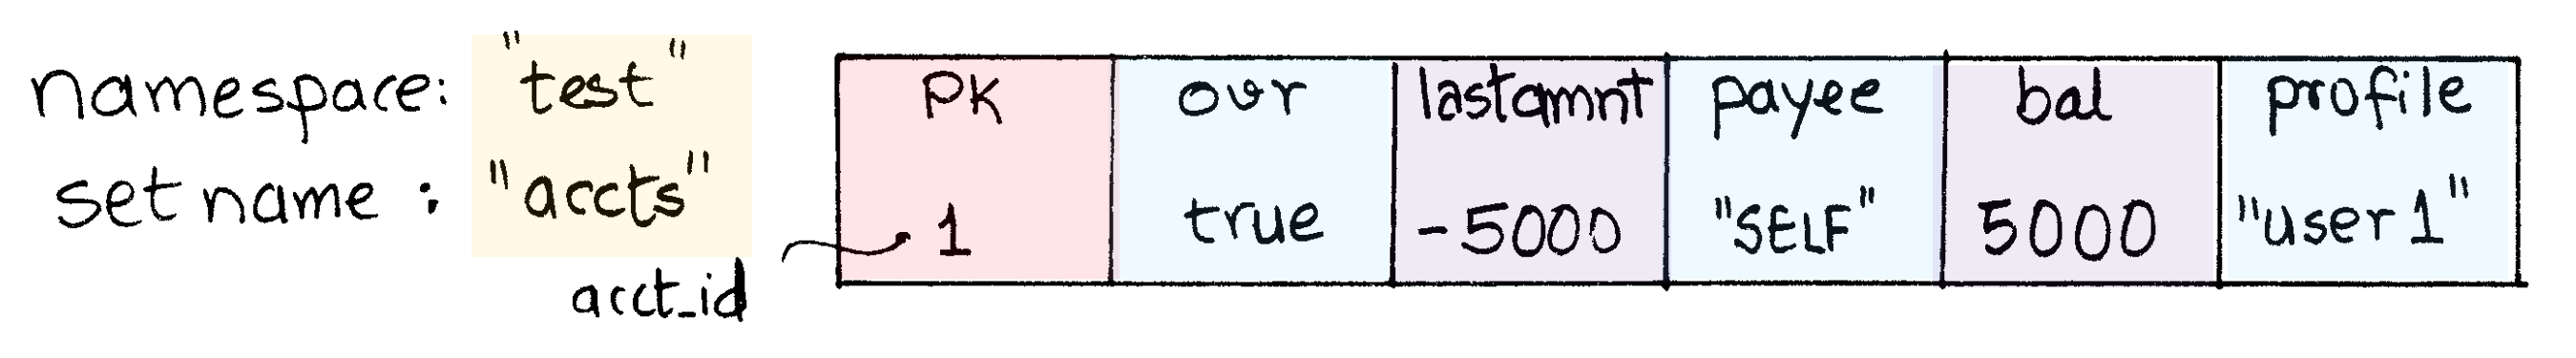 namespace: "test"
set name : "accts"
acct_id
PK ovr lastamnt payee bal profile
1 true -5000 "SELF" 5000 "user1"